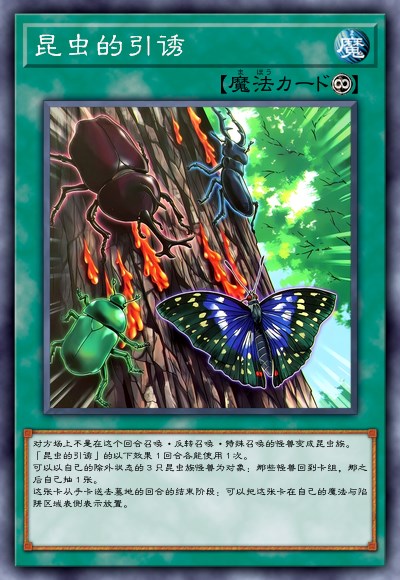 昆虫的引诱
魔
【魔法カード】
まほう
对方场上不是在这个回合召唤・反转召唤・特殊召唤的怪兽变成昆虫族。
「昆虫的引诱」的以下效果1回合各能使用1次。
可以以自己的除外状态的3只昆虫族怪兽为对象；那些怪兽回到卡组，那之
后自己抽1张。
这张卡从手卡送去墓地的回合的结束阶段；可以把这张卡在自己的魔法与陷
阱区域表侧表示放置。